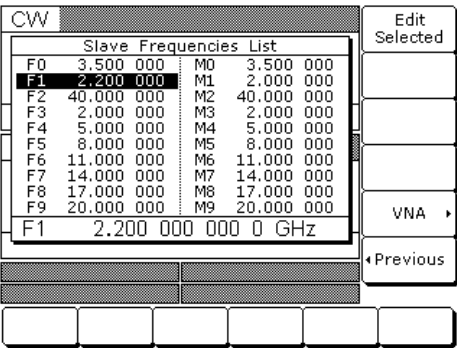 CW
Slave Frequencies List
F0 3.500 000 M0 3.500 000
F1 2.200 000 M1 2.000 000
F2 40.000 000 M2 40.000 000
F3 2.000 000 M3 2.000 000
F4 5.000 000 M4 5.000 000
F5 8.000 000 M5 8.000 000
F6 11.000 000 M6 11.000 000
F7 14.000 000 M7 14.000 000
F8 17.000 000 M8 17.000 000
F9 20.000 000 M9 20.000 000
F1 2.200 000 000 0 GHz
Edit
Selected
VNA
Previous